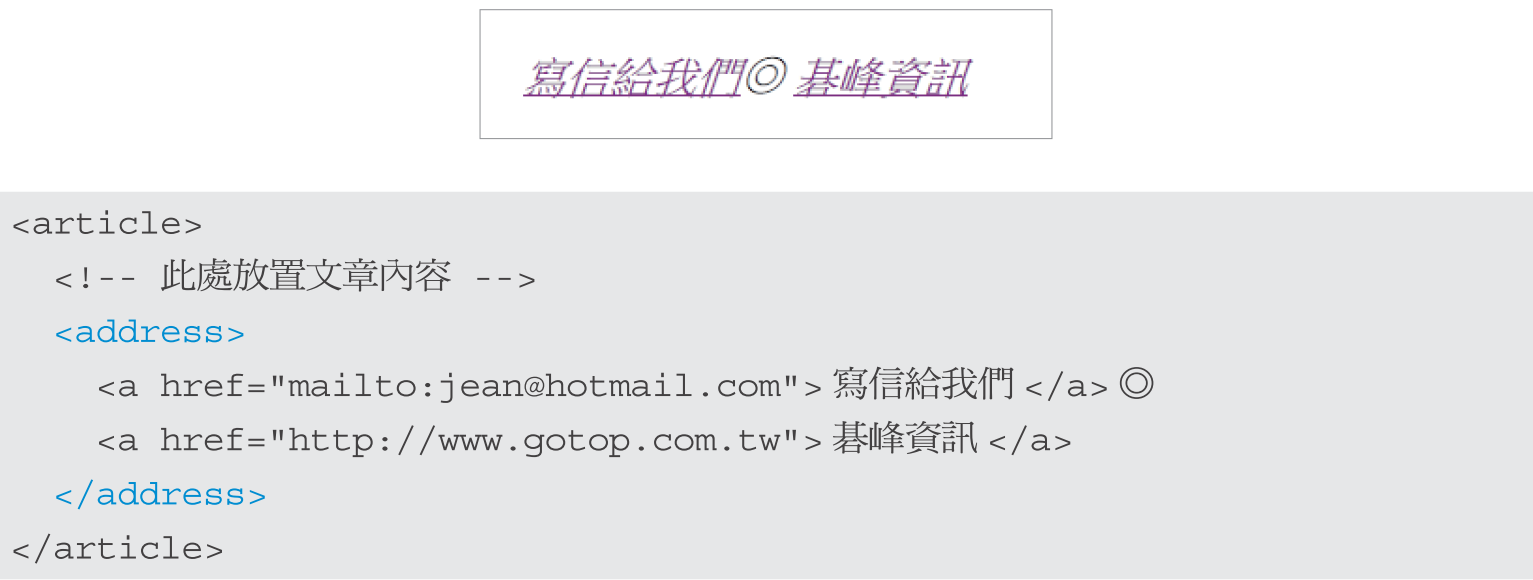 寫信給我們◎ 碁峰資訊
<article>
<!-- 此處放置文章內容 -->
<address>
<a href="mailto:jean@hotmail.com">寫信給我們</a>◎
<a href="http://www.gotop.com.tw">碁峰資訊</a>
</address>
</article>